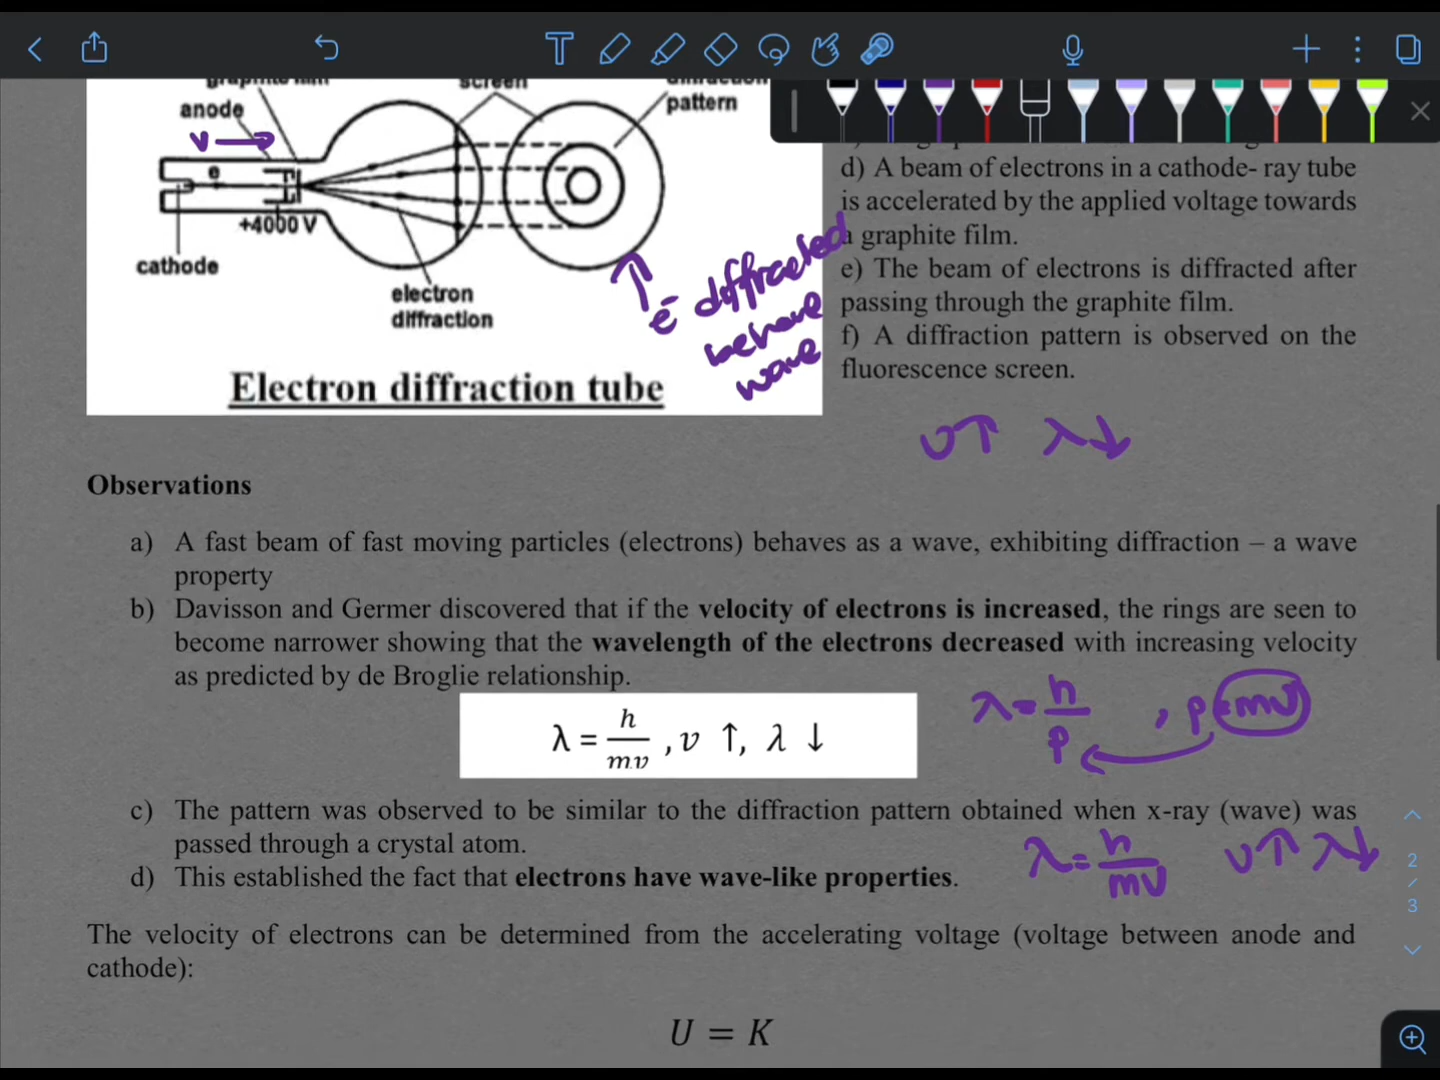 anode
screen
pattern
v →
e
+4000 V
cathode
electron
diffraction
Electron diffraction tube
↑
e⁻ diffracted
behave
wave
d) A beam of electrons in a cathode- ray tube
is accelerated by the applied voltage towards
a graphite film.
e) The beam of electrons is diffracted after
passing through the graphite film.
f) A diffraction pattern is observed on the
fluorescence screen.
v↑ λ↓
Observations
a) A fast beam of fast moving particles (electrons) behaves as a wave, exhibiting diffraction – a wave
property
b) Davisson and Germer discovered that if the velocity of electrons is increased, the rings are seen to
become narrower showing that the wavelength of the electrons decreased with increasing velocity
as predicted by de Broglie relationship.
λ = h/mv , v ↑, λ ↓
λ = h/p , p = mv
c) The pattern was observed to be similar to the diffraction pattern obtained when x-ray (wave) was
passed through a crystal atom.
λ = h/mv v↑ λ↓
d) This established the fact that electrons have wave-like properties.
2
/
3
The velocity of electrons can be determined from the accelerating voltage (voltage between anode and
cathode):
U = K